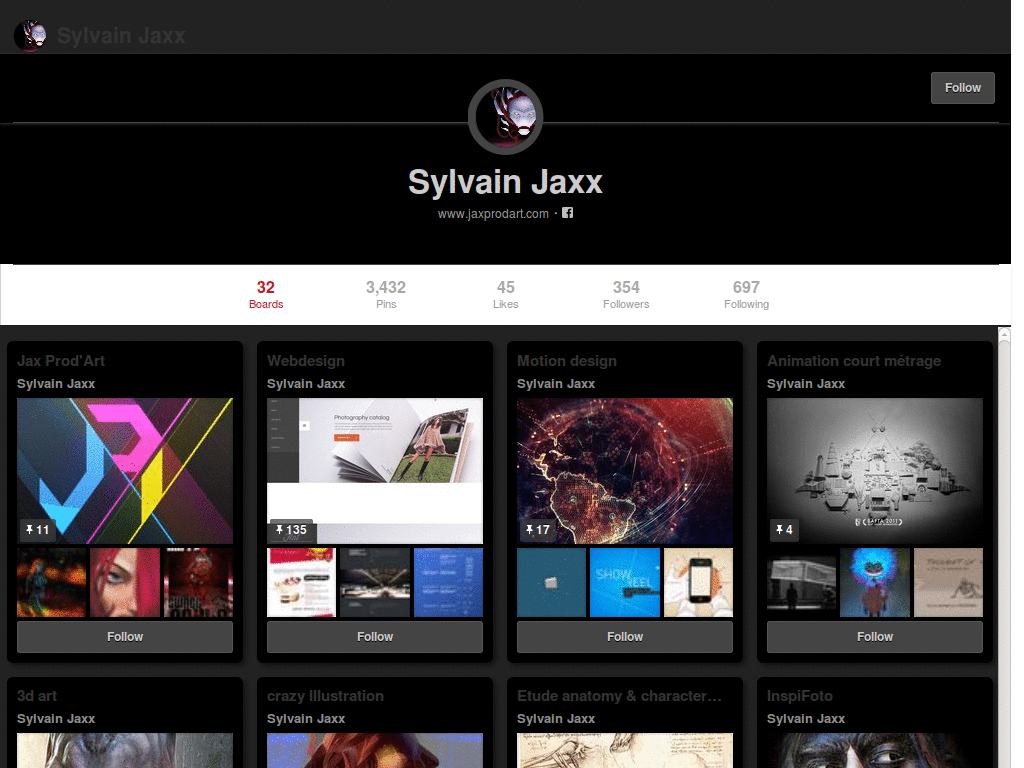 Sylvain Jaxx
Follow
Sylvain Jaxx
www.jaxprodart.com ·
32
3,432
45
354
697
Boards
Pins
Likes
Followers
Following
Jax Prod'Art
Webdesign
Motion design
Animation court métrage
Sylvain Jaxx
Sylvain Jaxx
Sylvain Jaxx
Sylvain Jaxx
Photography catalog
11
135
17
4
BAFTA 2011
SHOW
REEL
Follow
Follow
Follow
Follow
3d art
crazy Illustration
Etude anatomy & character…
InspiFoto
Sylvain Jaxx
Sylvain Jaxx
Sylvain Jaxx
Sylvain Jaxx